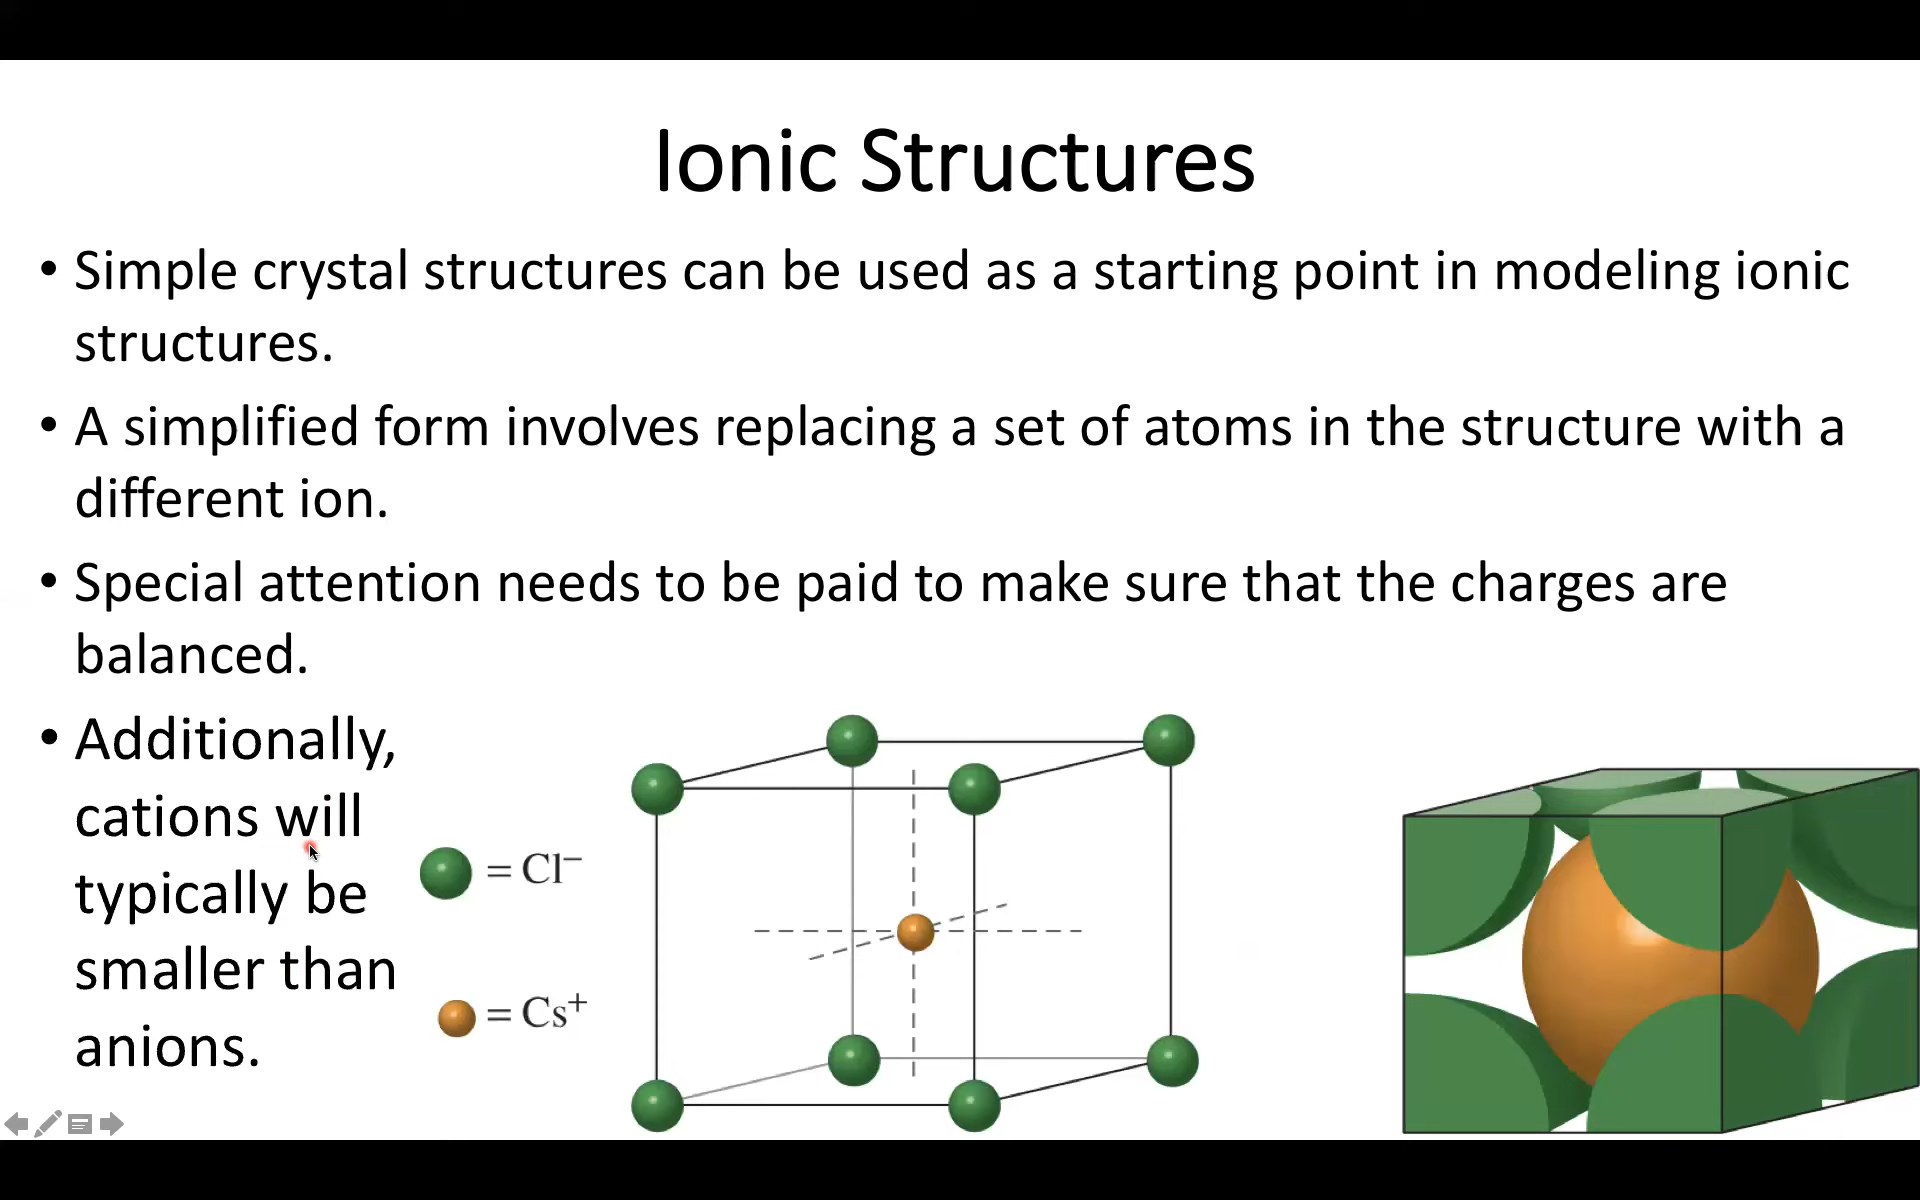 Ionic Structures
• Simple crystal structures can be used as a starting point in modeling ionic
structures.
• A simplified form involves replacing a set of atoms in the structure with a
different ion.
• Special attention needs to be paid to make sure that the charges are
balanced.
• Additionally,
cations will
typically be
smaller than
anions.
= Cl⁻
= Cs⁺